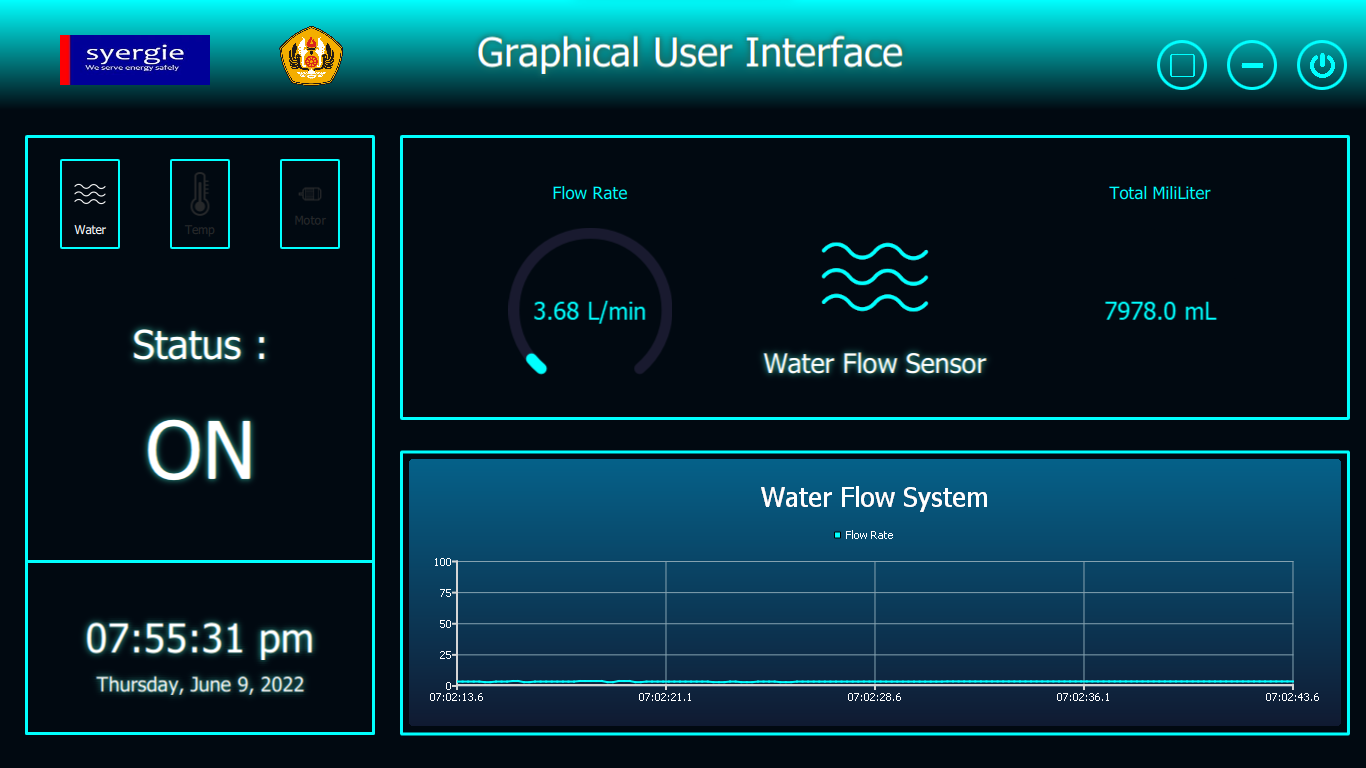 syergie
We serve energy safely
Graphical User Interface
Water
Temp
Motor
Status :
ON
07:55:31 pm
Thursday, June 9, 2022
Flow Rate
3.68 L/min
Water Flow Sensor
Total MiliLiter
7978.0 mL
Water Flow System
Flow Rate
100
75
50
25
0
07:02:13.6
07:02:21.1
07:02:28.6
07:02:36.1
07:02:43.6